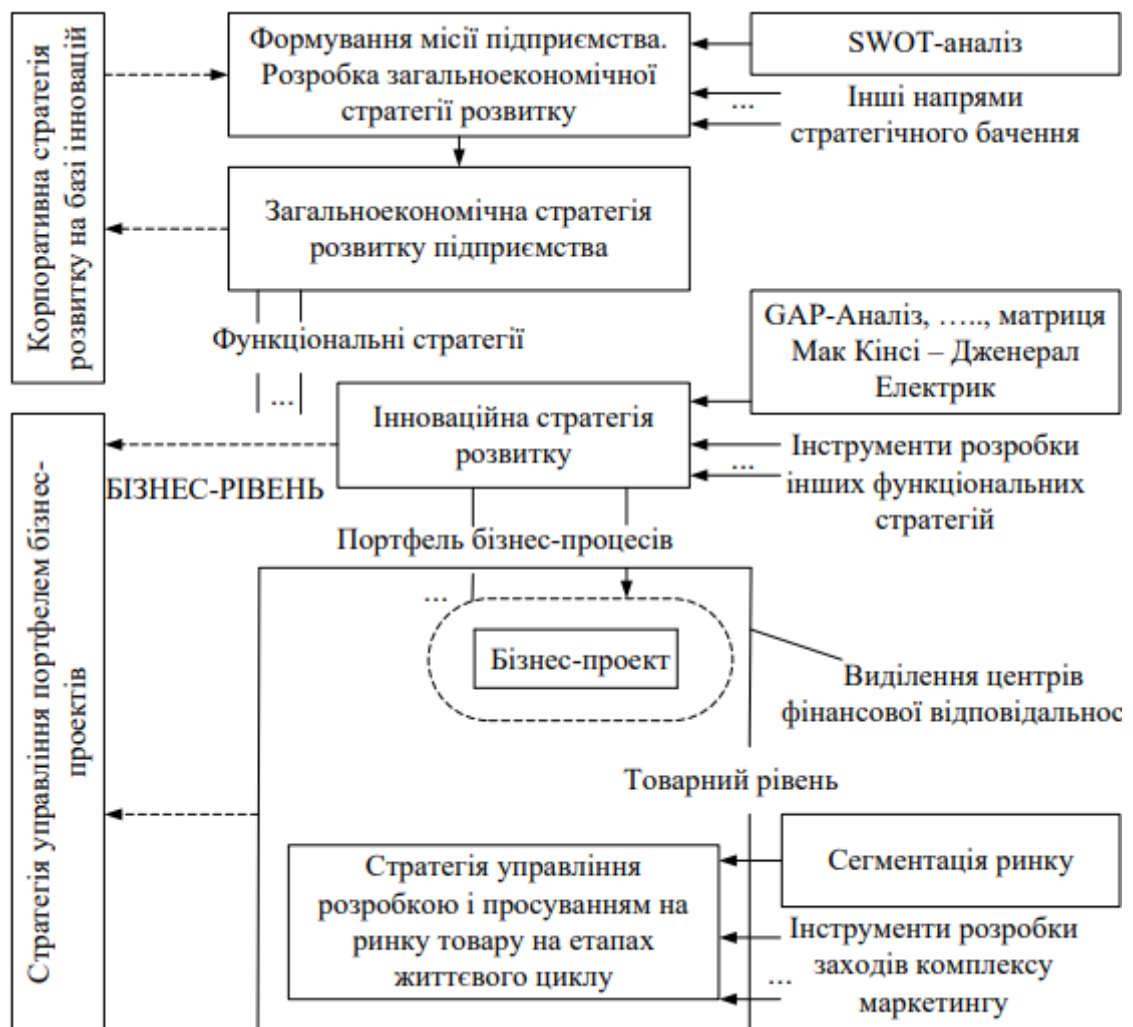 Корпоративна стратегія
розвитку на базі інновацій
Формування місії підприємства.
Розробка загальноекономічної
стратегії розвитку
SWOT-аналіз
...
Інші напрями
стратегічного бачення
Загальноекономічна стратегія
розвитку підприємства
Функціональні стратегії
...
GAP-Аналіз, ….., матриця
Мак Кінсі – Дженерал
Електрик
Інноваційна стратегія
розвитку
...
Інструменти розробки
інших функціональних
стратегій
Стратегія управління портфелем бізнес-
проектів
БІЗНЕС-РІВЕНЬ
Портфель бізнес-процесів
...
Бізнес-проект
Виділення центрів
фінансової відповідальнос
Товарний рівень
Стратегія управління
розробкою і просуванням на
ринку товару на етапах
життєвого циклу
Сегментація ринку
Інструменти розробки
заходів комплексу
маркетингу
...